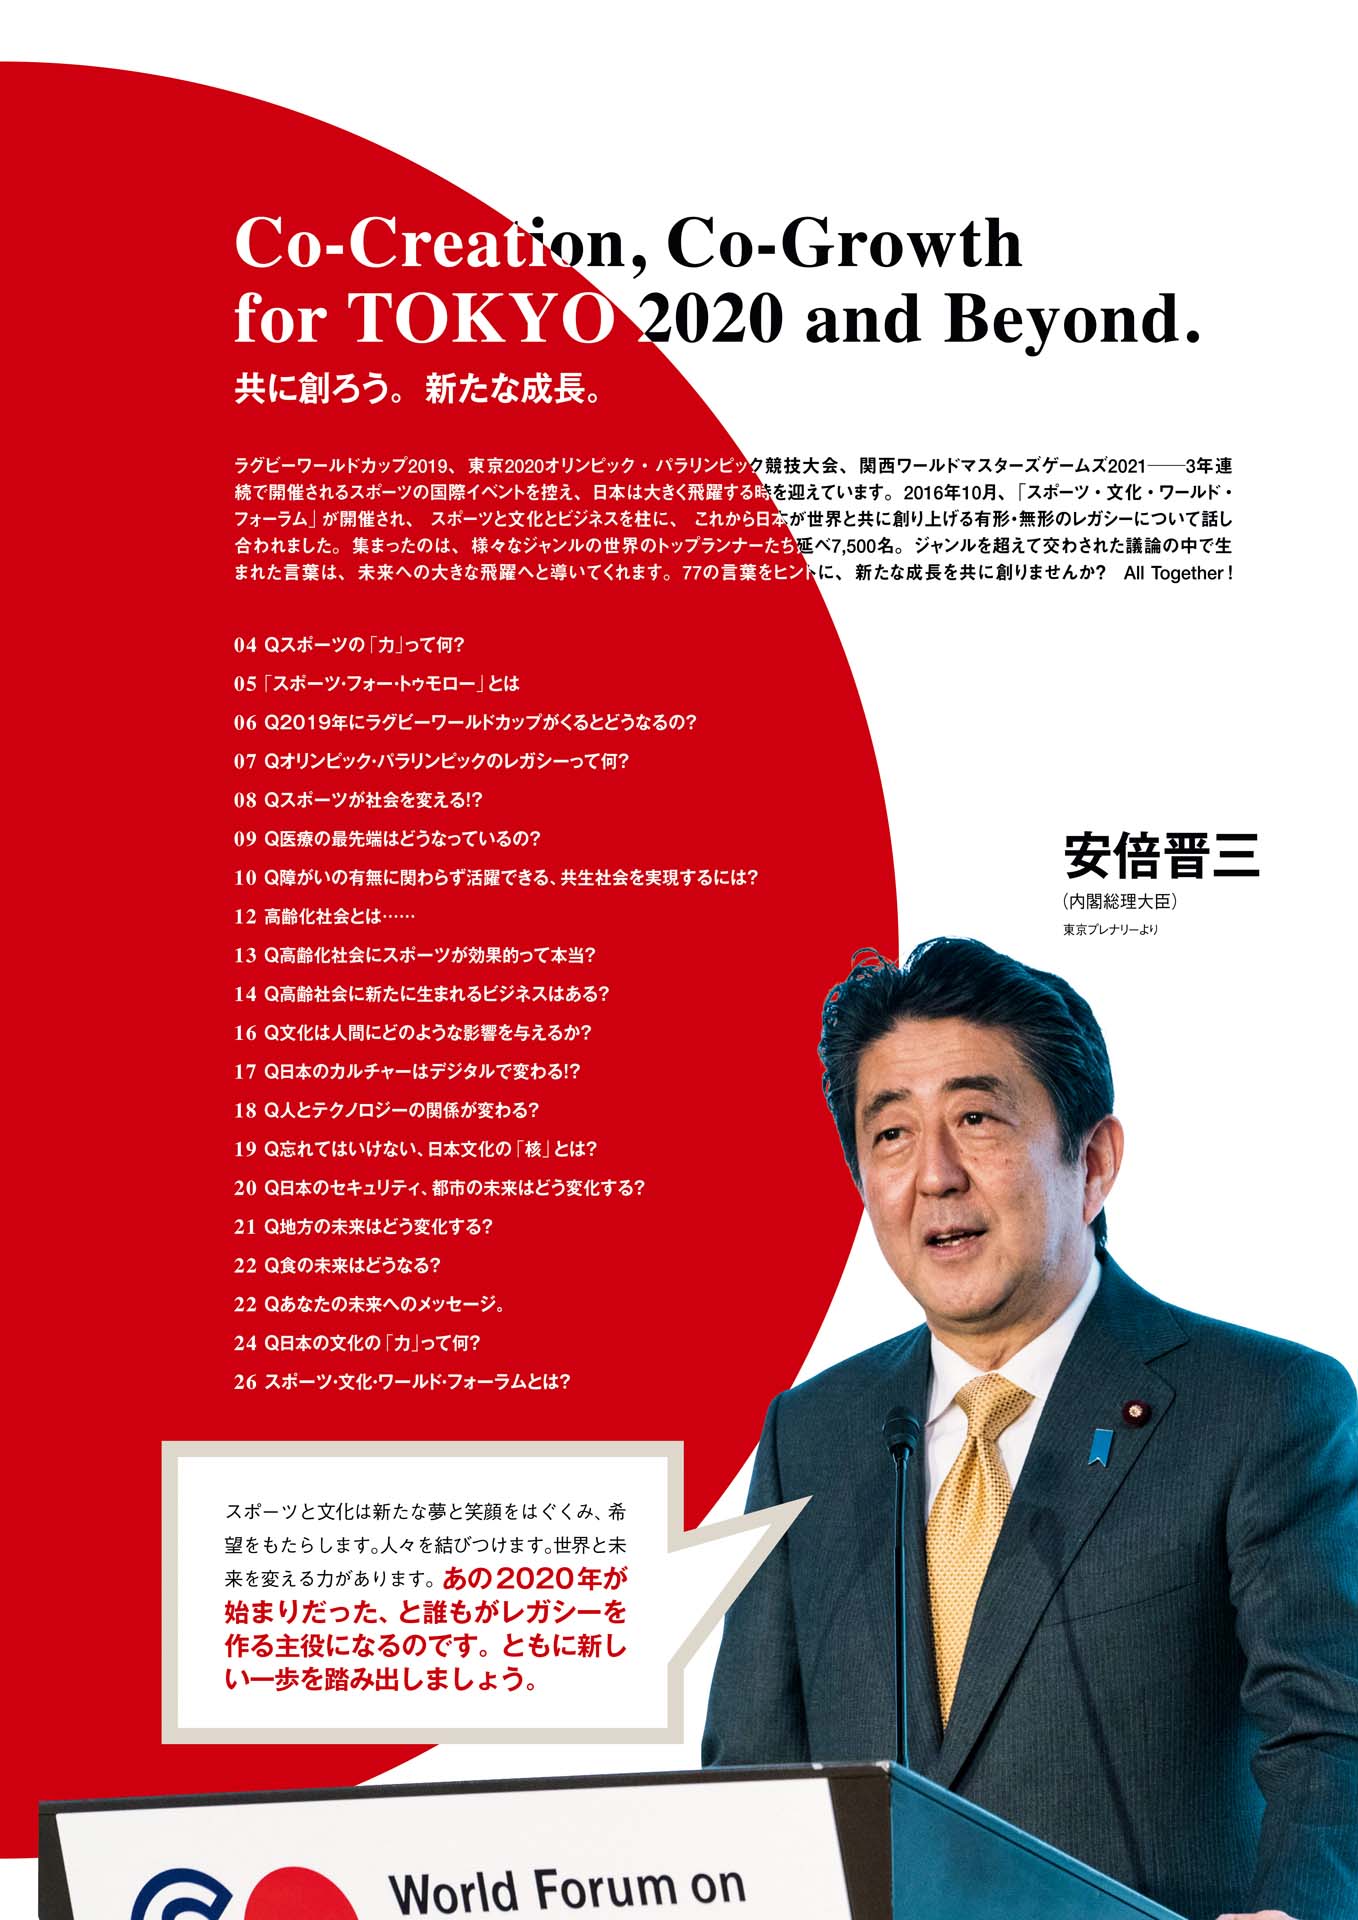 Co-Creation, Co-Growth
for TOKYO 2020 and Beyond.
共に創ろう。新たな成長。
ラグビーワールドカップ2019、東京2020オリンピック・パラリンピック競技大会、関西ワールドマスターズゲームズ2021──3年連
続で開催されるスポーツの国際イベントを控え、日本は大きく飛躍する時を迎えています。2016年10月、「スポーツ・文化・ワールド・
フォーラム」が開催され、スポーツと文化とビジネスを柱に、これから日本が世界と共に創り上げる有形・無形のレガシーについて話し
合われました。集まったのは、様々なジャンルの世界のトップランナーたち延べ7,500名。ジャンルを超えて交わされた議論の中で生
まれた言葉は、未来への大きな飛躍へと導いてくれます。77の言葉をヒントに、新たな成長を共に創りませんか？ All Together！
04 Qスポーツの「力」って何？
05「スポーツ・フォー・トゥモロー」とは
06 Q2019年にラグビーワールドカップがくるとどうなるの？
07 Qオリンピック・パラリンピックのレガシーって何？
08 Qスポーツが社会を変える!?
09 Q医療の最先端はどうなっているの？
10 Q障がいの有無に関わらず活躍できる、共生社会を実現するには？
12 高齢化社会とは……
13 Q高齢化社会にスポーツが効果的って本当？
14 Q高齢社会に新たに生まれるビジネスはある？
16 Q文化は人間にどのような影響を与えるか？
17 Q日本のカルチャーはデジタルで変わる!?
18 Q人とテクノロジーの関係が変わる？
19 Q忘れてはいけない、日本文化の「核」とは？
20 Q日本のセキュリティ、都市の未来はどう変化する？
21 Q地方の未来はどう変化する？
22 Q食の未来はどうなる？
22 Qあなたの未来へのメッセージ。
24 Q日本の文化の「力」って何？
26 スポーツ・文化・ワールド・フォーラムとは？
安倍晋三
（内閣総理大臣）
東京プレナリーより
スポーツと文化は新たな夢と笑顔をはぐくみ、希
望をもたらします。人々を結びつけます。世界と未
来を変える力があります。あの2020年が
始まりだった、と誰もがレガシーを
作る主役になるのです。ともに新し
い一歩を踏み出しましょう。
World Forum on